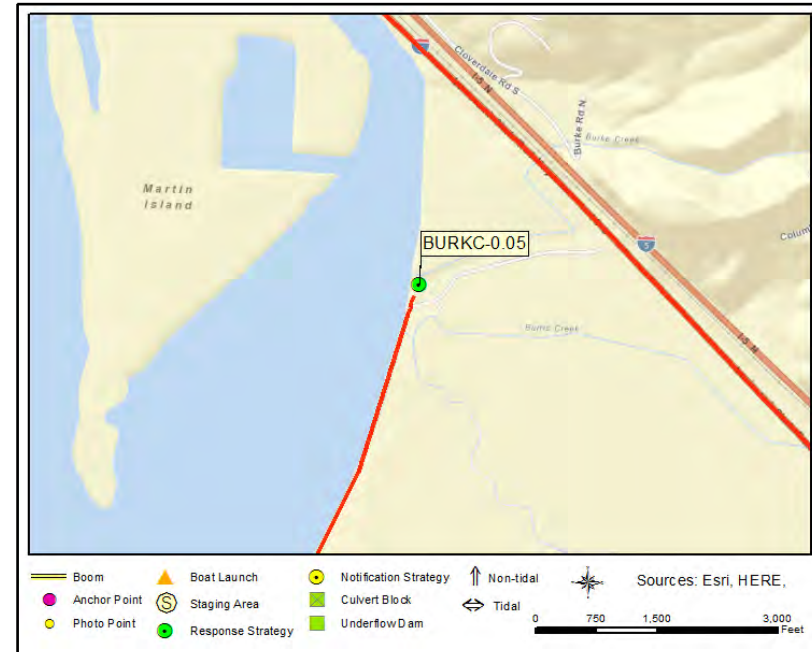 Cloverdale Rd S
I-5 N
Burke Rd N
Burke Creek
Martin
Island
BURKC-0.05
5
Colum
Burris Creek
I-5 N
Boom
Boat Launch
Notification Strategy
Non-tidal
Sources: Esri, HERE,
Anchor Point
S
Staging Area
Culvert Block
Tidal
Photo Point
Response Strategy
Underflow Dam
0 750 1,500 3,000
Feet